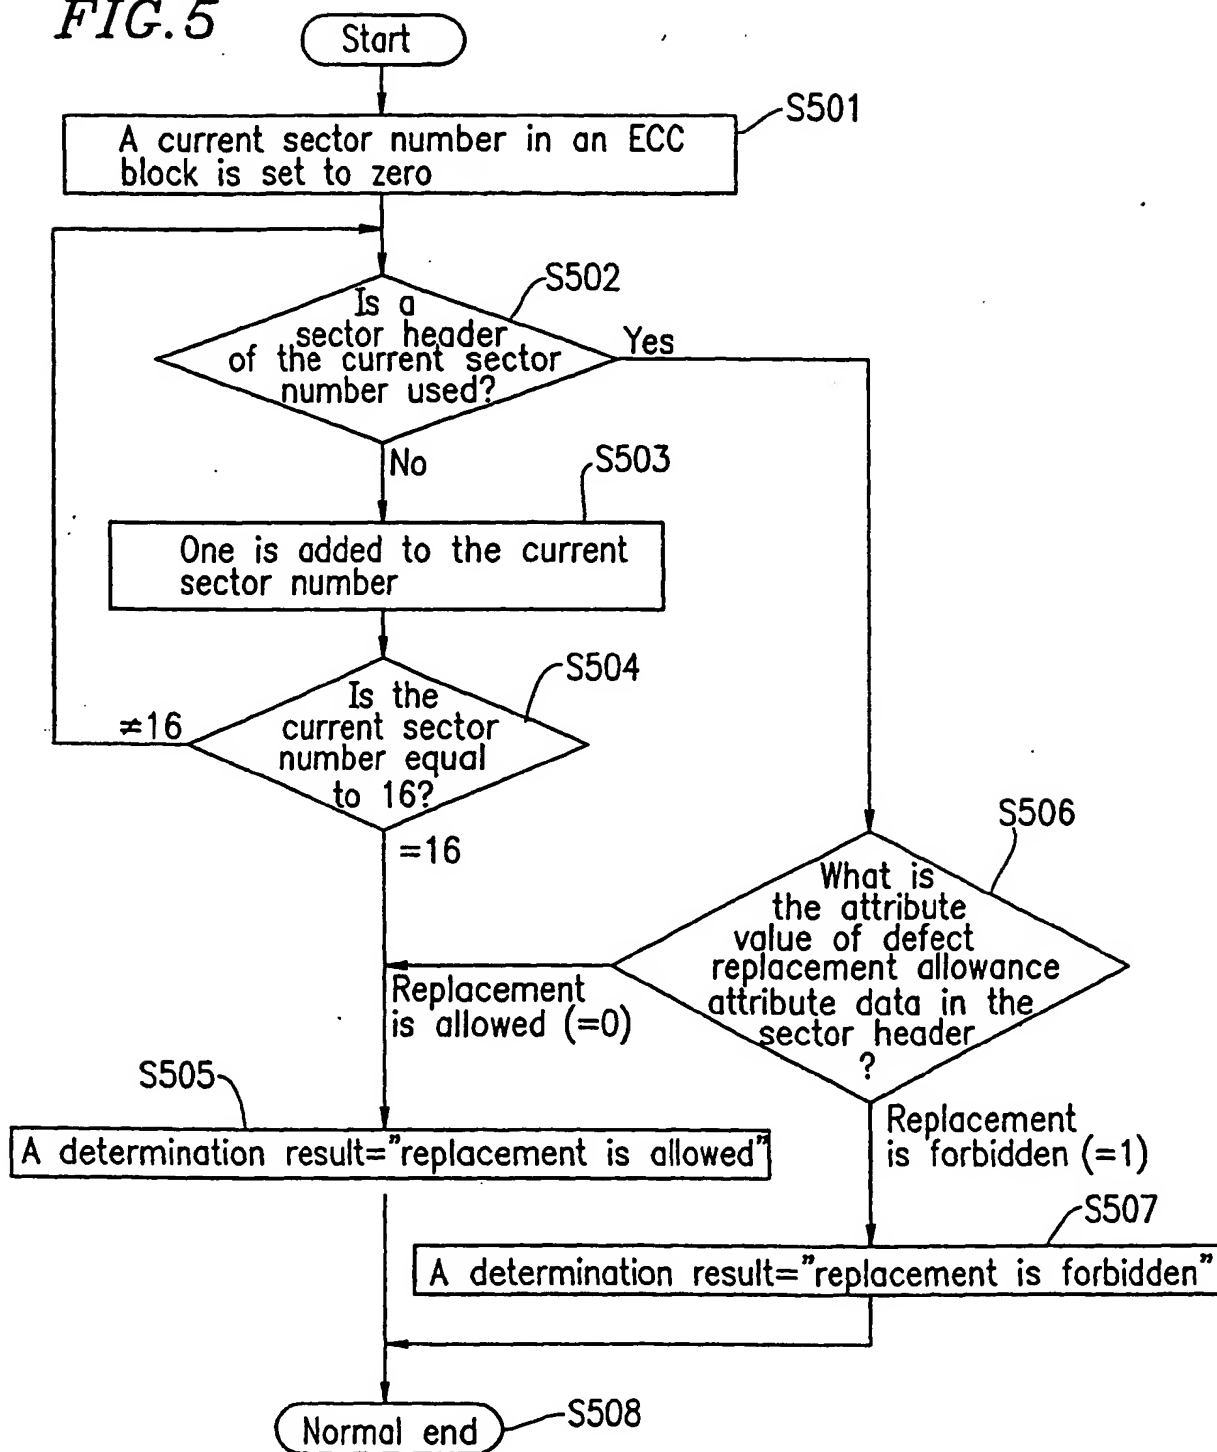 FIG.5
Start
S501
A current sector number in an ECC
block is set to zero
S502
Is a
sector header
of the current sector
number used?
Yes
No
S503
One is added to the current
sector number
S504
Is the
current sector
number equal
to 16?
≠16
=16
S506
What is
the attribute
value of defect
replacement allowance
attribute data in the
sector header
?
Replacement
is allowed (=0)
S505
A determination result="replacement is allowed"
Replacement
is forbidden (=1)
S507
A determination result="replacement is forbidden"
Normal end
S508